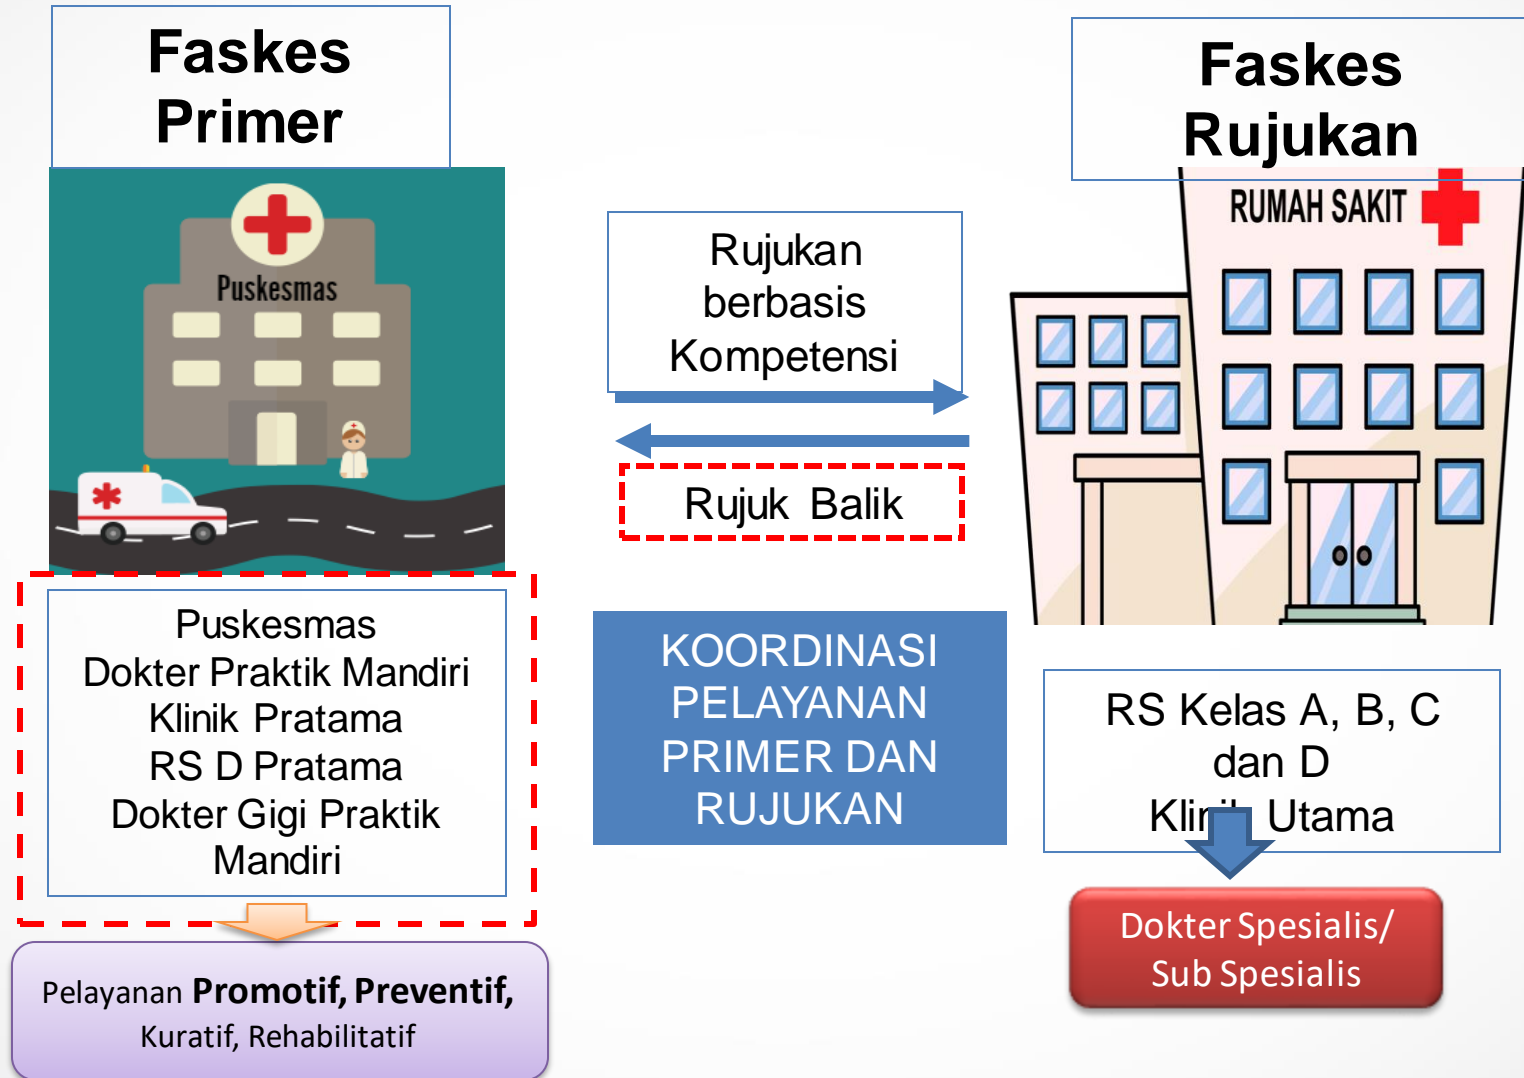 Faskes
Primer
Puskesmas
Puskesmas
Dokter Praktik Mandiri
Klinik Pratama
RS D Pratama
Dokter Gigi Praktik
Mandiri
Pelayanan Promotif, Preventif,
Kuratif, Rehabilitatif
Rujukan
berbasis
Kompetensi
Rujuk Balik
KOORDINASI
PELAYANAN
PRIMER DAN
RUJUKAN
Faskes
Rujukan
RUMAH SAKIT
RS Kelas A, B, C
dan D
Klinik Utama
Dokter Spesialis/
Sub Spesialis